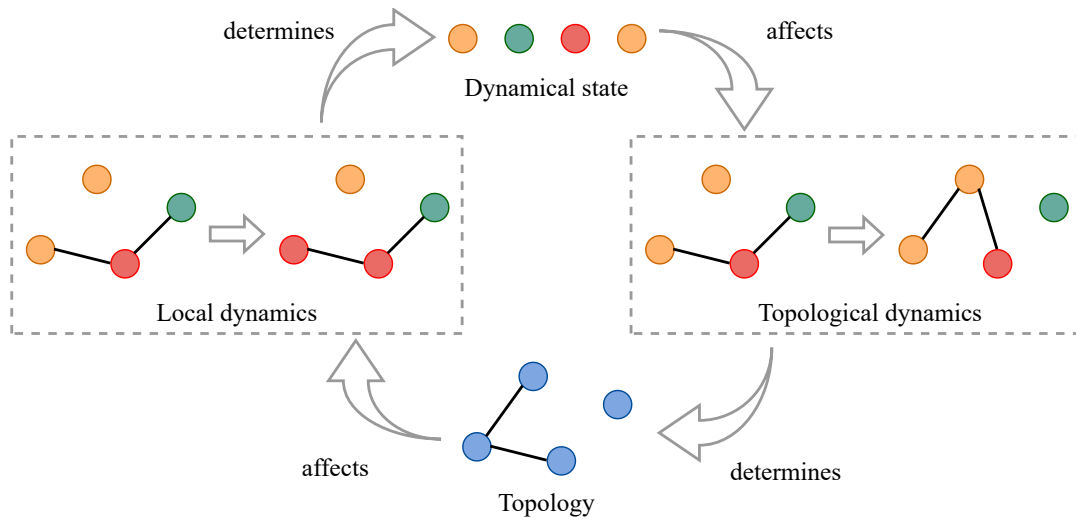 determines
affects
Dynamical state
Local dynamics
Topological dynamics
affects
determines
Topology